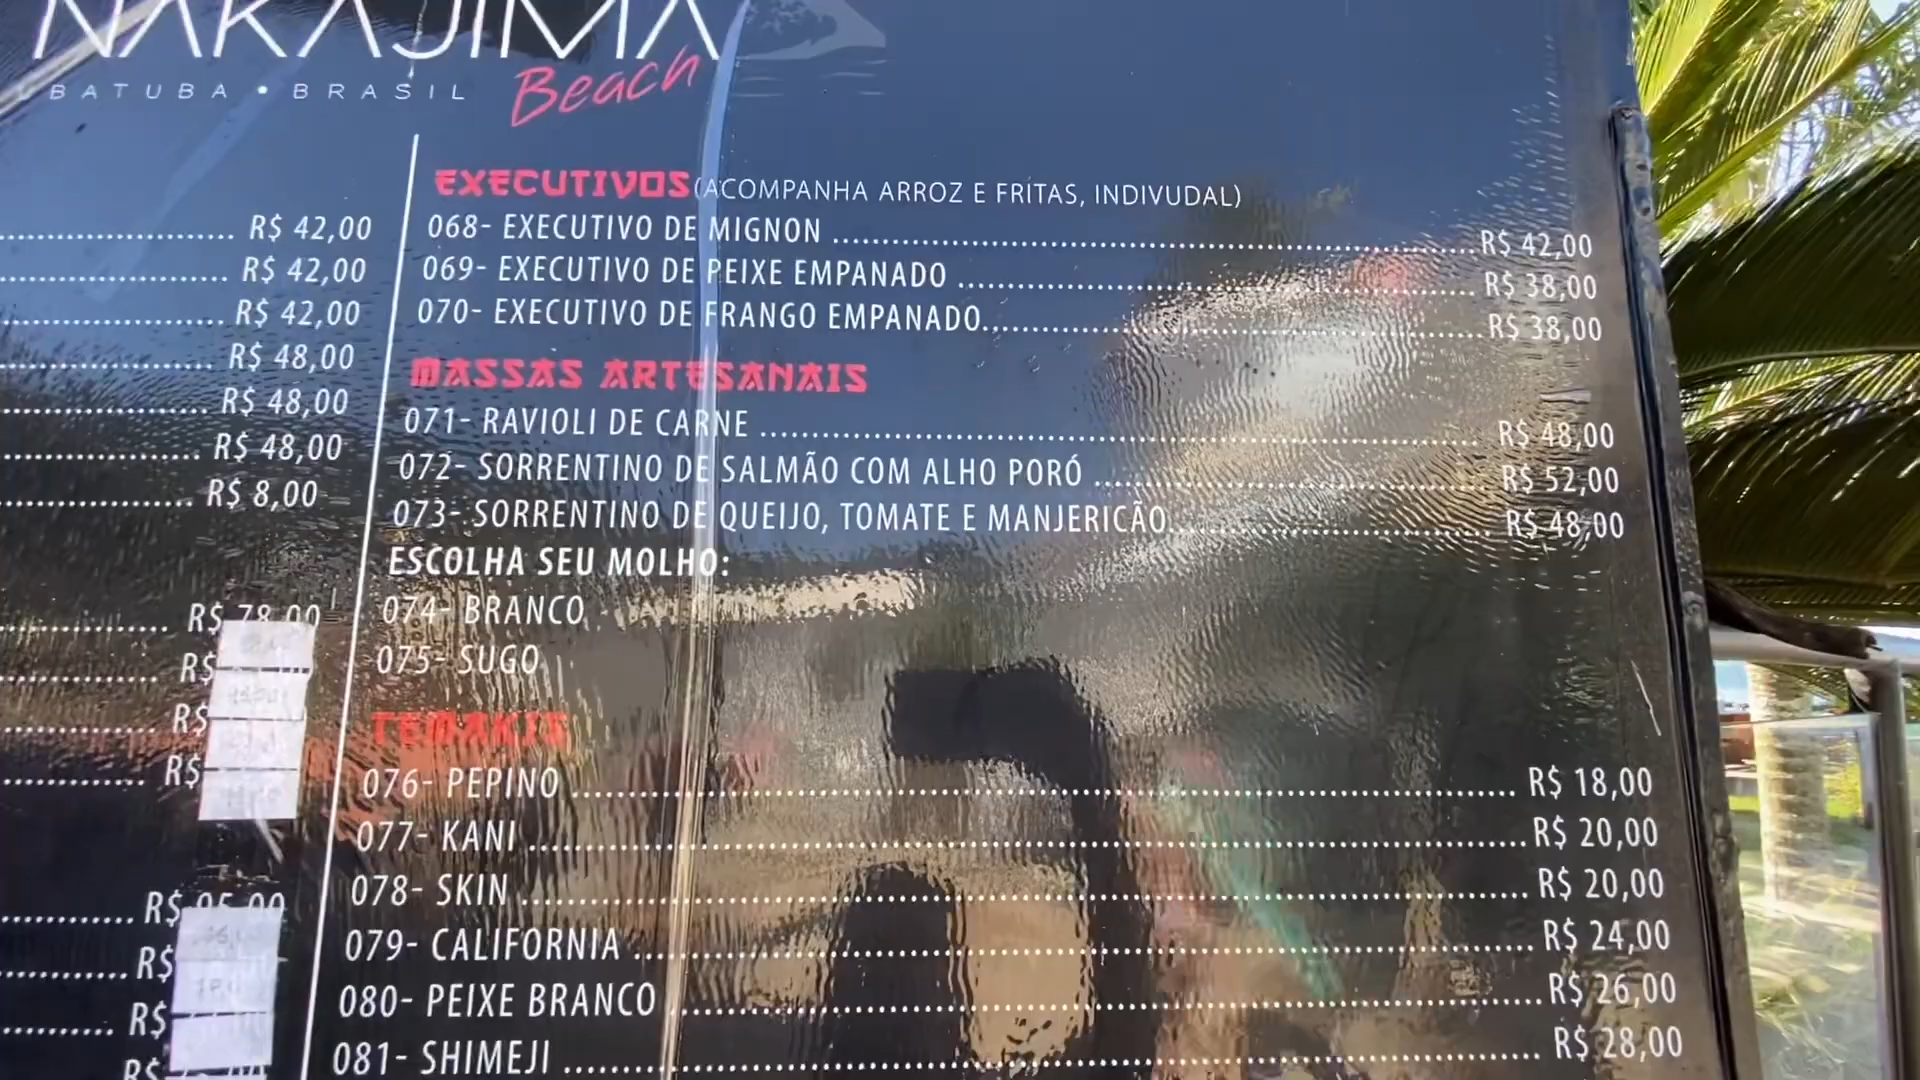 NAKAJIMA
Beach
UBATUBA • BRASIL
R$ 42,00
R$ 42,00
R$ 42,00
R$ 48,00
R$ 48,00
R$ 48,00
R$ 8,00
R$ 78,00
R$
R$
R$
R$
R$
R$
R$
EXECUTIVOS (ACOMPANHA ARROZ E FRITAS, INDIVUDAL)
068- EXECUTIVO DE MIGNON R$ 42,00
069- EXECUTIVO DE PEIXE EMPANADO R$ 38,00
070- EXECUTIVO DE FRANGO EMPANADO R$ 38,00
MASSAS ARTESANAIS
071- RAVIOLI DE CARNE R$ 48,00
072- SORRENTINO DE SALMÃO COM ALHO PORÓ R$ 52,00
073- SORRENTINO DE QUEIJO, TOMATE E MANJERICÃO R$ 48,00
ESCOLHA SEU MOLHO:
074- BRANCO
075- SUGO
TEMAKIS
076- PEPINO R$ 18,00
077- KANI R$ 20,00
078- SKIN R$ 20,00
079- CALIFORNIA R$ 24,00
080- PEIXE BRANCO R$ 26,00
081- SHIMEJI R$ 28,00